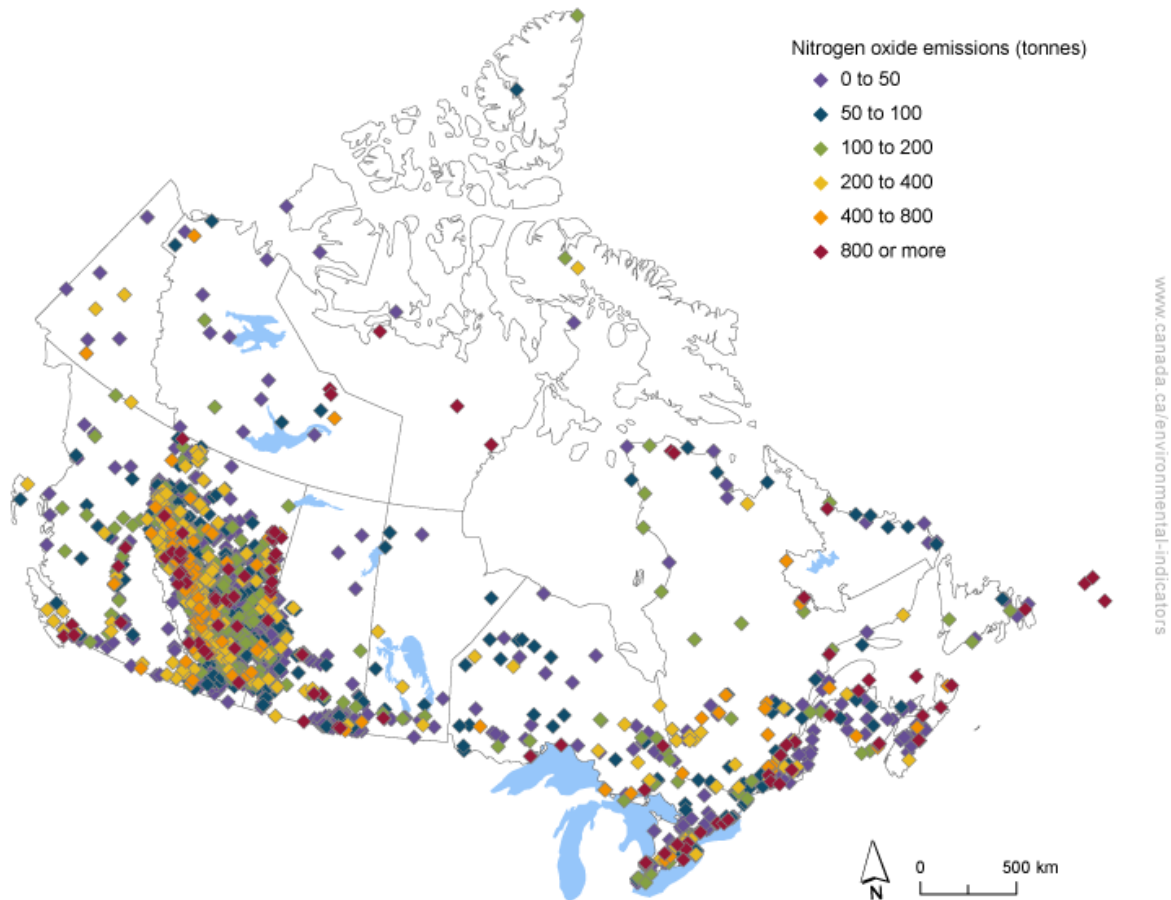 Nitrogen oxide emissions (tonnes)
0 to 50
50 to 100
100 to 200
200 to 400
400 to 800
800 or more
www.canada.ca/environmental-indicators
0 500 km
N